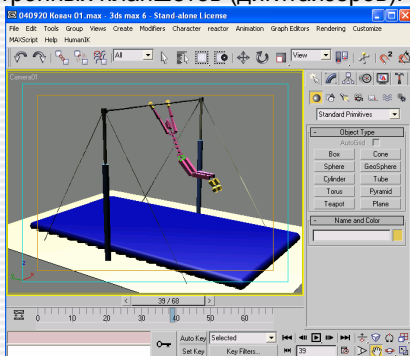 тронных планшетов (дигитайзеров).
040920 Ковач 01.max - 3ds max 6 - Stand-alone License
File Edit Tools Group Views Create Modifiers Character reactor Animation Graph Editors Rendering Customize
MAXScript Help HumanIK
All View
Camera01
Standard Primitives
- Object Type
AutoGrid
Box Cone
Sphere GeoSphere
Cylinder Tube
Torus Pyramid
Teapot Plane
- Name and Color
< 39 / 68 >
0 10 20 30 40 50 60
Auto Key Selected
Set Key Key Filters... 39